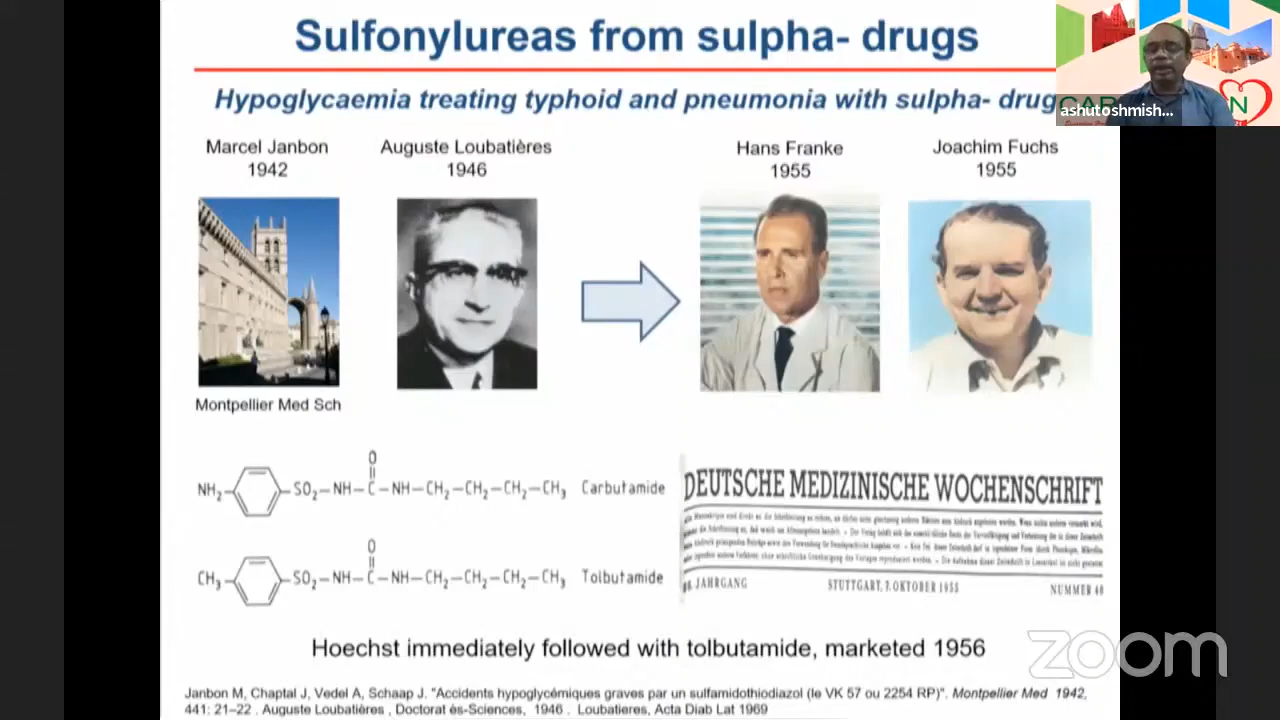 Sulfonylureas from sulpha- drugs
Hypoglycaemia treating typhoid and pneumonia with sulpha- drug
ashutoshmish...
CAR
N
Marcel Janbon
1942
Auguste Loubatières
1946
Hans Franke
1955
Joachim Fuchs
1955
Montpellier Med Sch
O
NH2-SO2-NH-C-NH-CH2-CH2-CH2-CH3 Carbutamide
O
CH3-SO2-NH-C-NH-CH2-CH2-CH2-CH3 Tolbutamide
DEUTSCHE MEDIZINISCHE WOCHENSCHRIFT
JAHRGANG STUTTGART, 7. OKTOBER 1955 NUMMER 40
Hoechst immediately followed with tolbutamide, marketed 1956
zoom
Janbon M, Chaptal J, Vedel A, Schaap J. "Accidents hypoglycémiques graves par un sulfamidothiodiazol (le VK 57 ou 2254 RP)". Montpellier Med 1942,
441: 21–22 . Auguste Loubatières , Doctorat ès-Sciences, 1946 . Loubatieres, Acta Diab Lat 1969